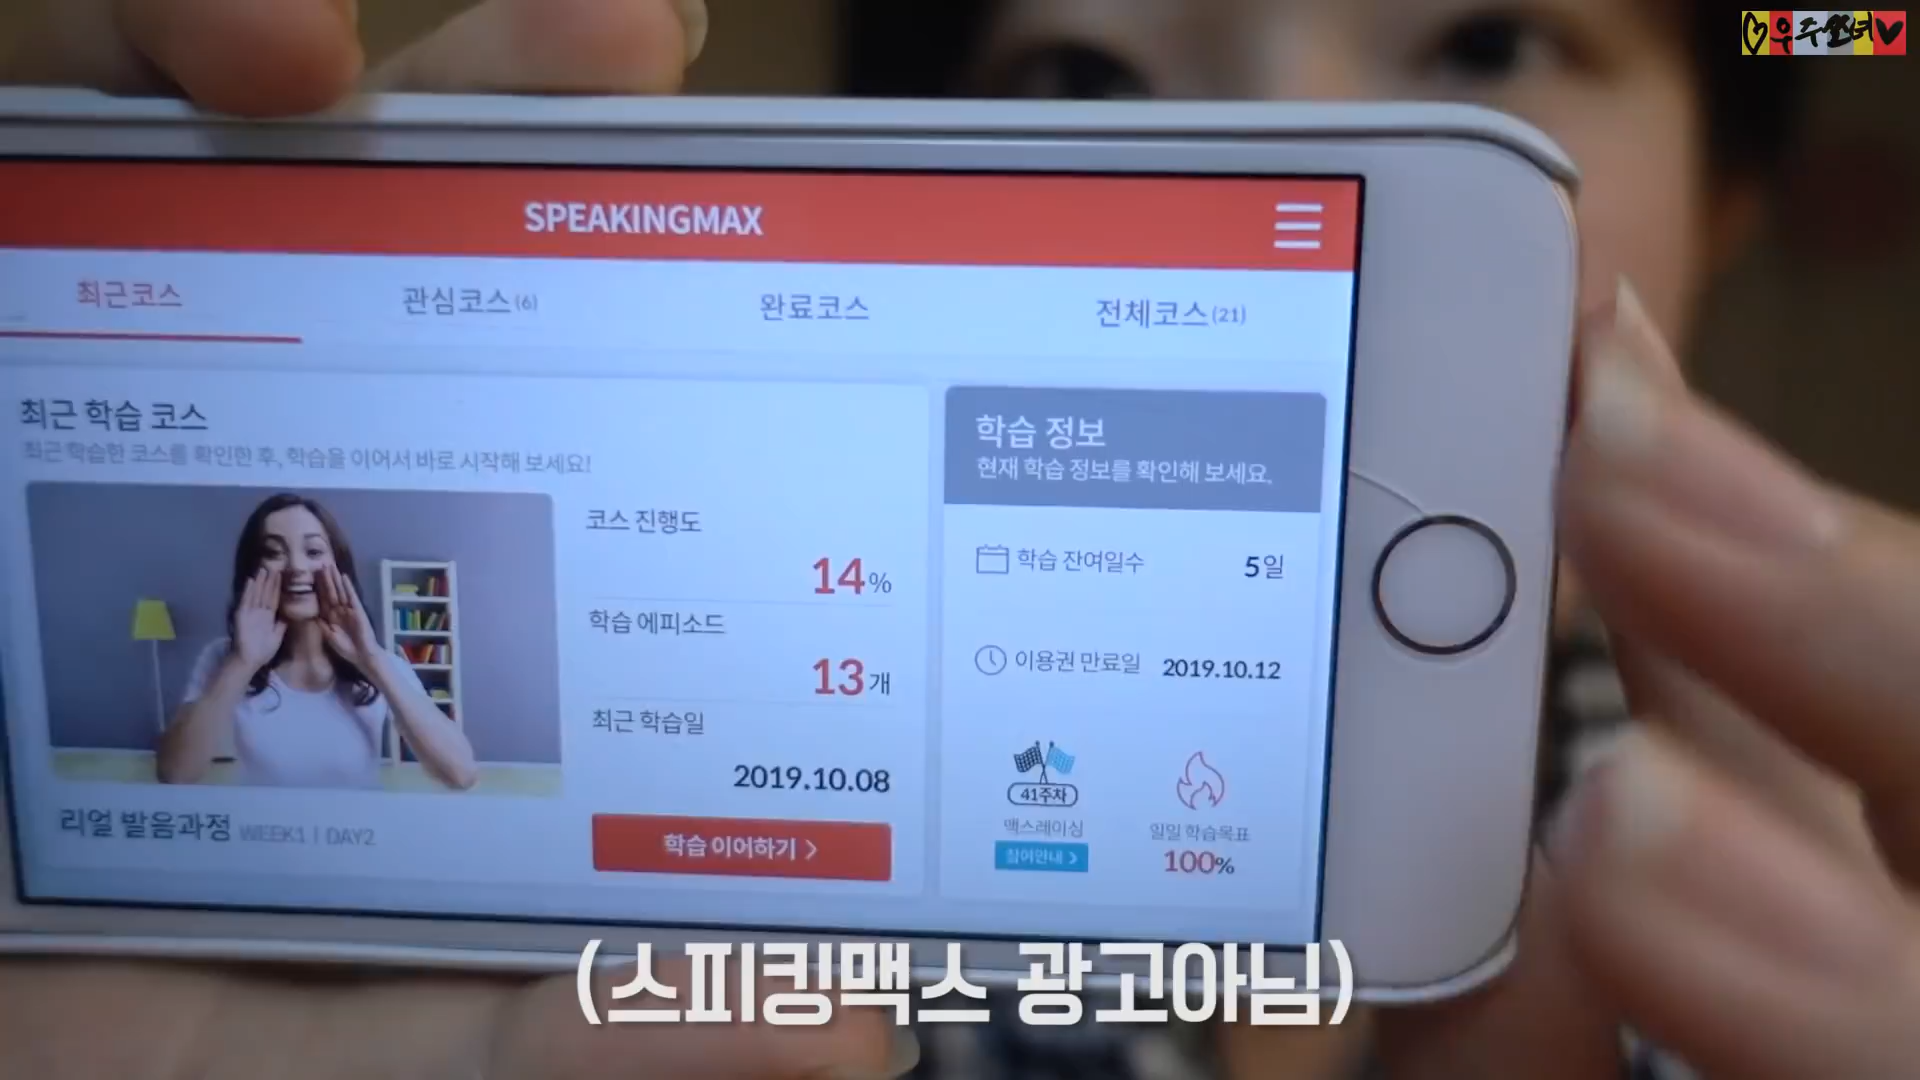 우주쏘녀
SPEAKINGMAX
최근코스
관심코스(6)
완료코스
전체코스(21)
최근 학습 코스
최근 학습한 코스를 확인한 후, 학습을 이어서 바로 시작해 보세요!
코스 진행도
14%
학습 에피소드
13개
최근 학습일
2019.10.08
리얼 발음과정 WEEK1 | DAY2
학습 이어하기 >
학습 정보
현재 학습 정보를 확인해 보세요.
학습 잔여일수 5일
이용권 만료일 2019.10.12
41주차
맥스레이싱
참여안내 >
일일 학습목표
100%
(스피킹맥스 광고아님)